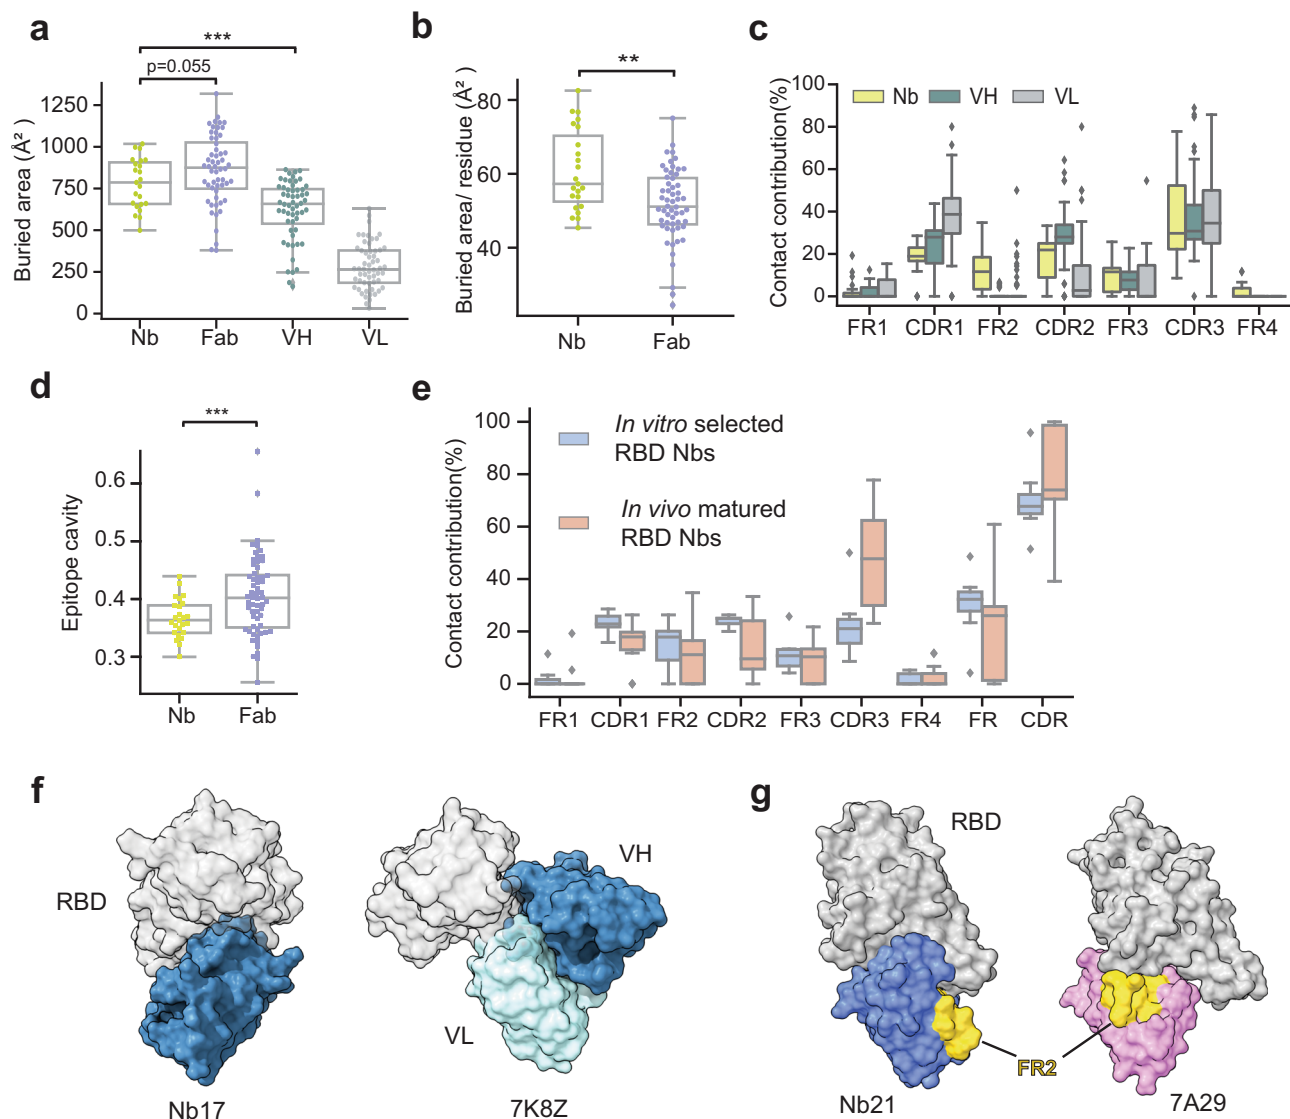 a
***
p=0.055
Buried area (Å²)
1250
1000
750
500
250
0
Nb Fab VH VL
b
**
Buried area/ residue (Å²)
80
60
40
Nb Fab
c
Contact contribution(%)
100
80
60
40
20
0
Nb VH VL
FR1 CDR1 FR2 CDR2 FR3 CDR3 FR4
d
***
Epitope cavity
0.6
0.5
0.4
0.3
Nb Fab
e
Contact contribution(%)
100
80
60
40
20
0
In vitro selected
RBD Nbs
In vivo matured
RBD Nbs
FR1 CDR1 FR2 CDR2 FR3 CDR3 FR4 FR CDR
f
RBD
VH
VL
Nb17
7K8Z
g
RBD
FR2
Nb21
7A29